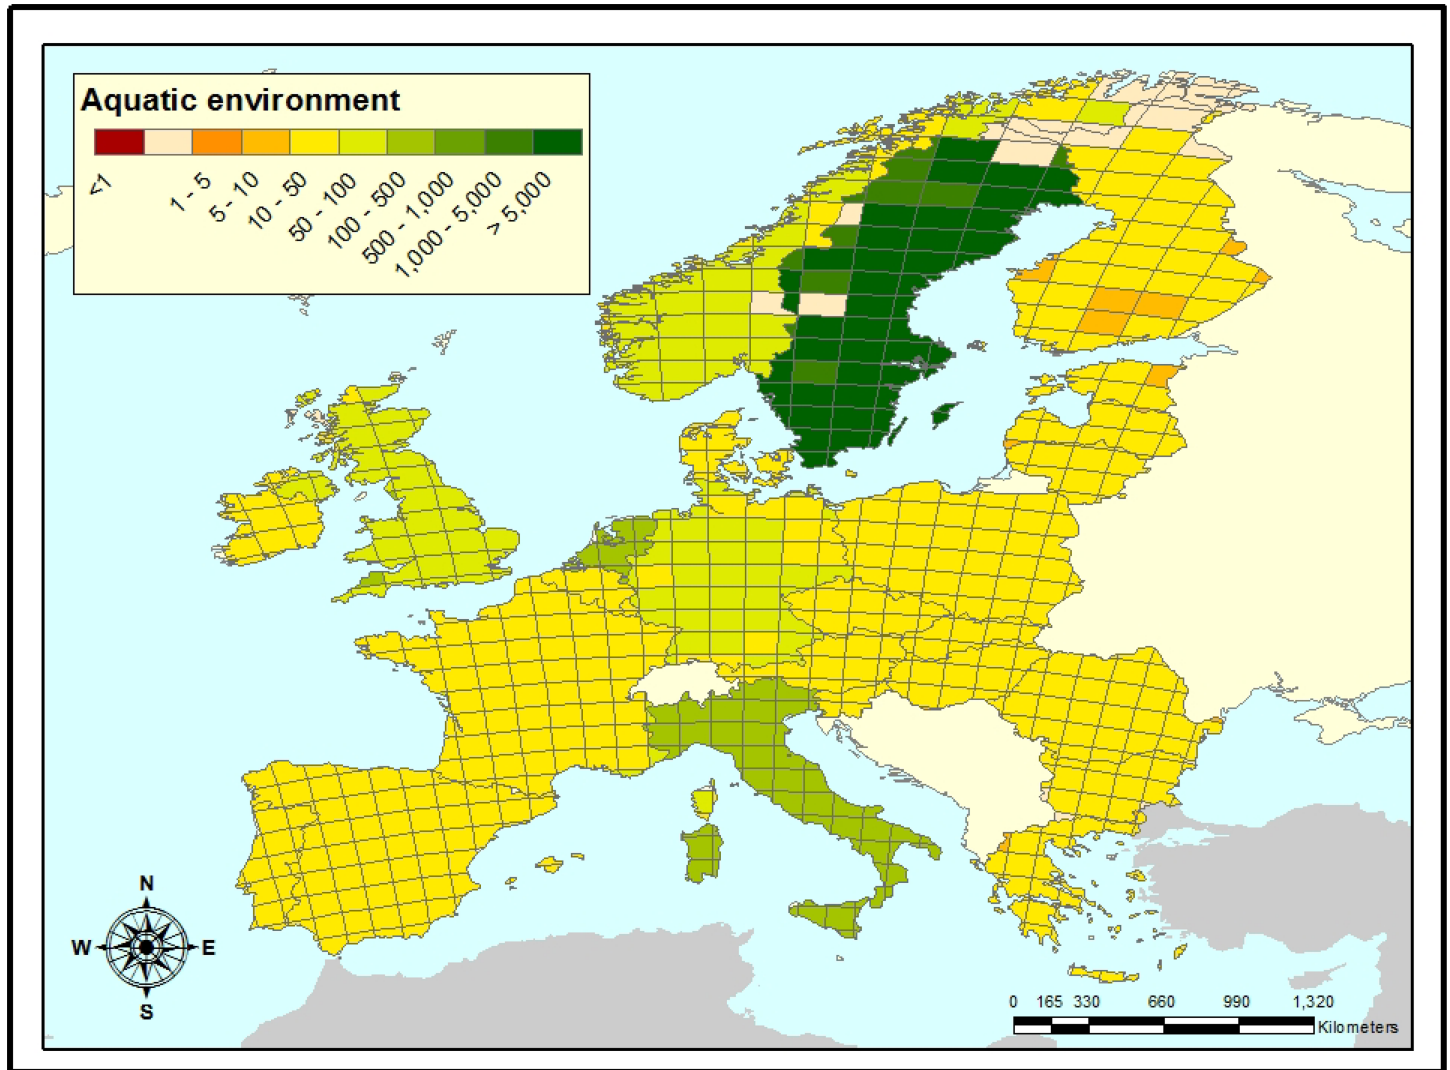 Aquatic environment
<1
1 - 5
5 - 10
10 - 50
50 - 100
100 - 500
500 - 1,000
1,000 - 5,000
> 5,000
N
W E
S
0 165 330 660 990 1,320
Kilometers